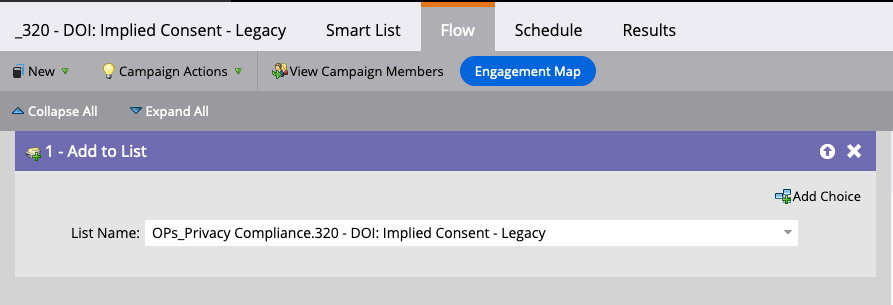 _320 - DOI: Implied Consent - Legacy Smart List Flow Schedule Results
New Campaign Actions View Campaign Members Engagement Map
Collapse All Expand All
1 - Add to List
Add Choice
List Name: OPs_Privacy Compliance.320 - DOI: Implied Consent - Legacy